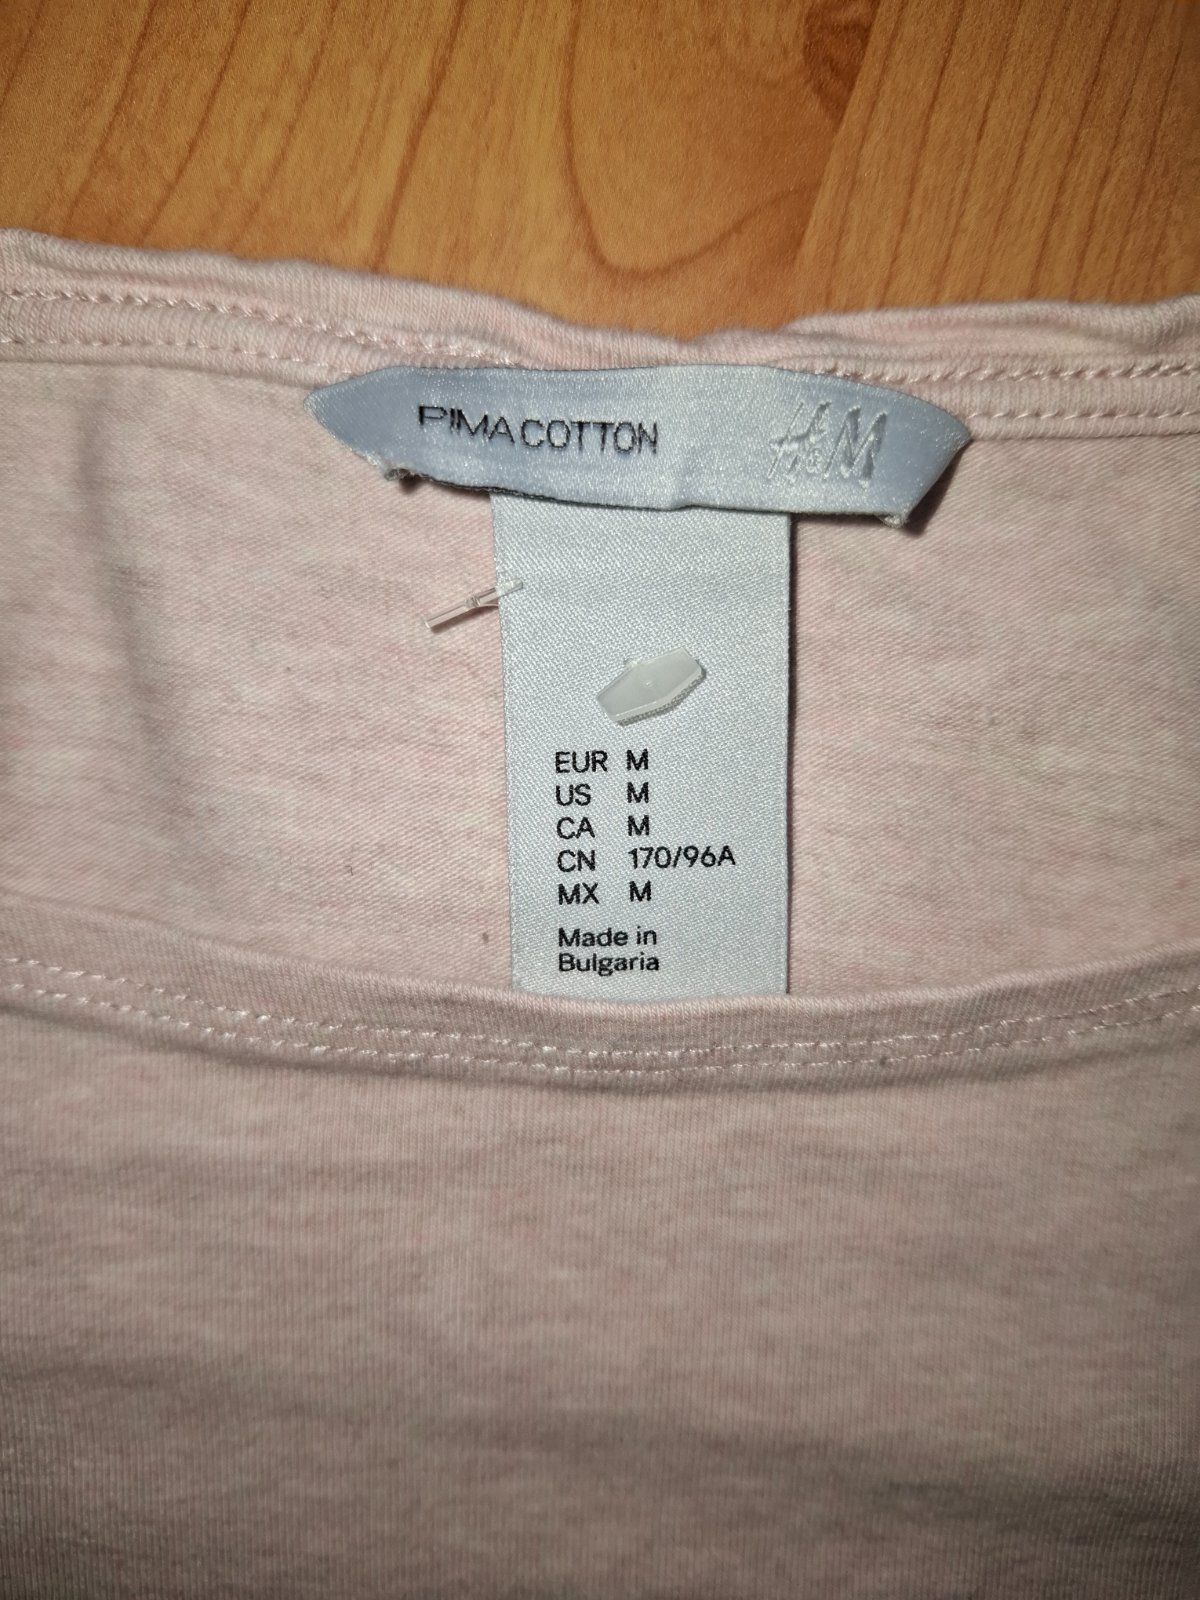 PIMA COTTON H&M
EUR M
US M
CA M
CN 170/96A
MX M
Made in
Bulgaria